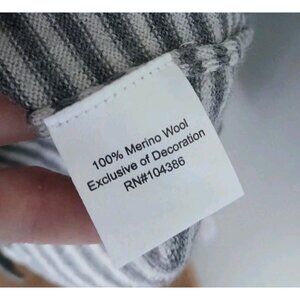 100% Merino Wool
Exclusive of Decoration
RN#104386